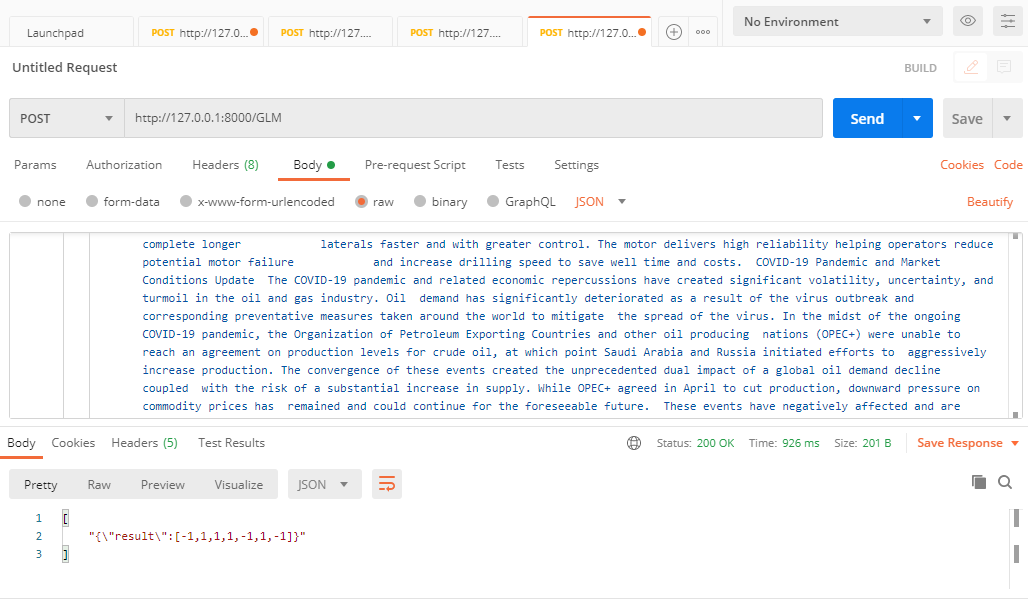 Launchpad
POST http://127.0...
POST http://127....
POST http://127....
POST http://127.0...
No Environment
Untitled Request
BUILD
POST
http://127.0.0.1:8000/GLM
Send
Save
Params
Authorization
Headers (8)
Body
Pre-request Script
Tests
Settings
Cookies
Code
none
form-data
x-www-form-urlencoded
raw
binary
GraphQL
JSON
Beautify
complete longer            laterals faster and with greater control. The motor delivers high reliability helping operators reduce
potential motor failure            and increase drilling speed to save well time and costs.  COVID-19 Pandemic and Market
Conditions Update  The COVID-19 pandemic and related economic repercussions have created significant volatility, uncertainty, and
turmoil in the oil and gas industry. Oil  demand has significantly deteriorated as a result of the virus outbreak and
corresponding preventative measures taken around the world to mitigate  the spread of the virus. In the midst of the ongoing
COVID-19 pandemic, the Organization of Petroleum Exporting Countries and other oil producing  nations (OPEC+) were unable to
reach an agreement on production levels for crude oil, at which point Saudi Arabia and Russia initiated efforts to  aggressively
increase production. The convergence of these events created the unprecedented dual impact of a global oil demand decline
coupled  with the risk of a substantial increase in supply. While OPEC+ agreed in April to cut production, downward pressure on
commodity prices has  remained and could continue for the foreseeable future.  These events have negatively affected and are
Body
Cookies
Headers (5)
Test Results
Status: 200 OK
Time: 926 ms
Size: 201 B
Save Response
Pretty
Raw
Preview
Visualize
JSON
1 [
2 "{\"result\":[-1,1,1,1,-1,1,-1]}"
3 ]